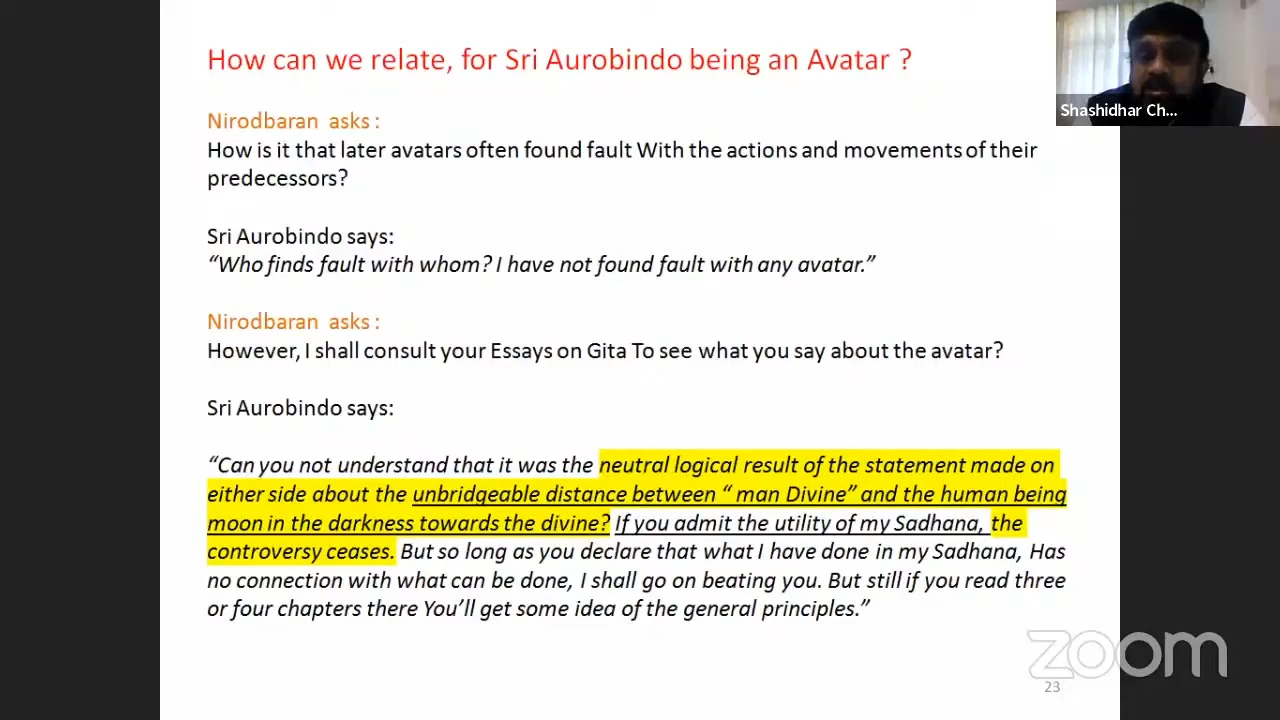 How can we relate, for Sri Aurobindo being an Avatar ?
Shashidhar Ch...
Nirodbaran asks :
How is it that later avatars often found fault With the actions and movements of their
predecessors?
Sri Aurobindo says:
“Who finds fault with whom? I have not found fault with any avatar.”
Nirodbaran asks :
However, I shall consult your Essays on Gita To see what you say about the avatar?
Sri Aurobindo says:
“Can you not understand that it was the neutral logical result of the statement made on
either side about the unbridgeable distance between “ man Divine” and the human being
moon in the darkness towards the divine? If you admit the utility of my Sadhana, the
controversy ceases. But so long as you declare that what I have done in my Sadhana, Has
no connection with what can be done, I shall go on beating you. But still if you read three
or four chapters there You’ll get some idea of the general principles.”
zoom
23